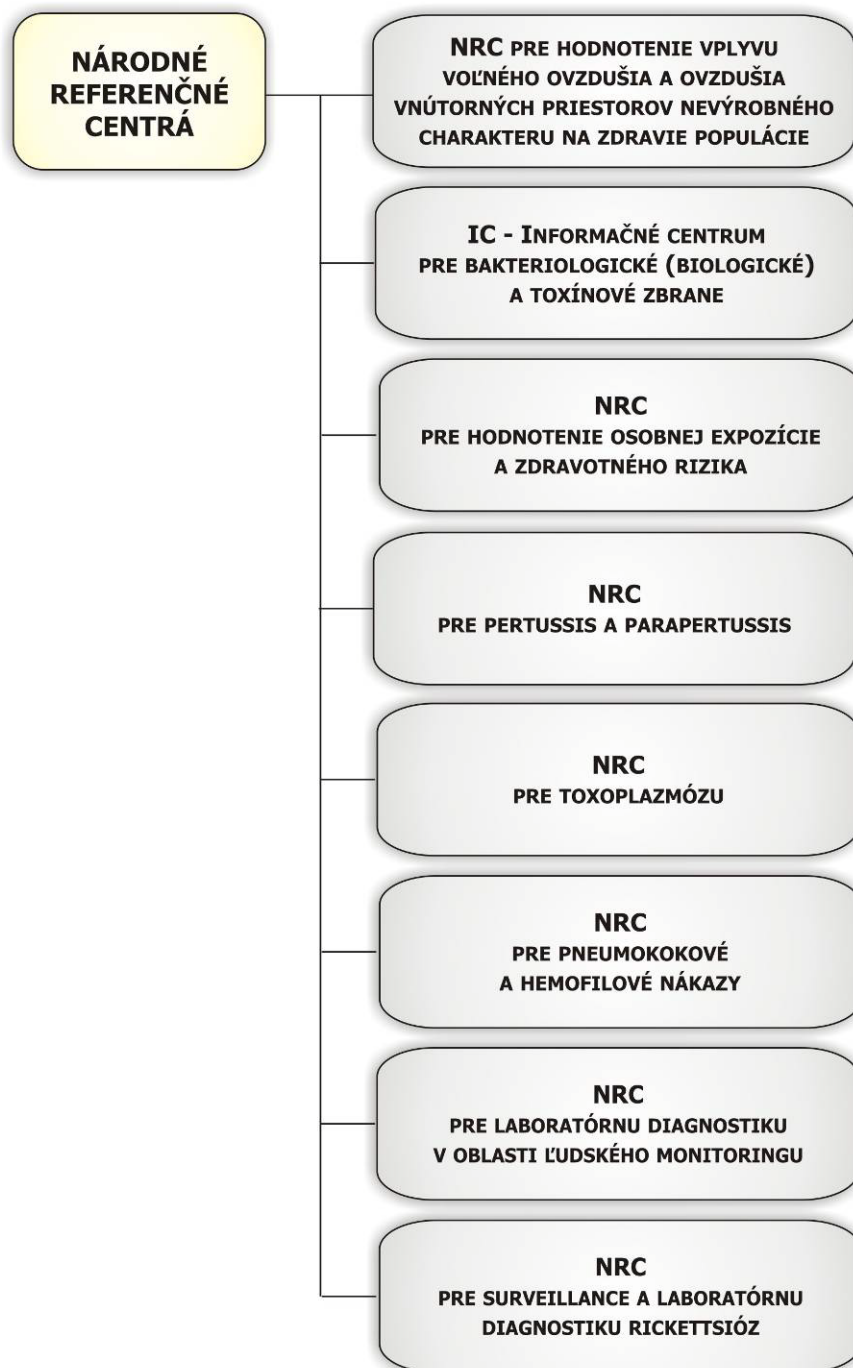 NÁRODNÉ
REFERENČNÉ
CENTRÁ
NRC PRE HODNOTENIE VPLYVU
VOĽNÉHO OVZDUŠIA A OVZDUŠIA
VNÚTORNÝCH PRIESTOROV NEVÝROBNÉHO
CHARAKTERU NA ZDRAVIE POPULÁCIE
IC - INFORMAČNÉ CENTRUM
PRE BAKTERIOLOGICKÉ (BIOLOGICKÉ)
A TOXÍNOVÉ ZBRANE
NRC
PRE HODNOTENIE OSOBNEJ EXPOZÍCIE
A ZDRAVOTNÉHO RIZIKA
NRC
PRE PERTUSSIS A PARAPERTUSSIS
NRC
PRE TOXOPLAZMÓZU
NRC
PRE PNEUMOKOKOVÉ
A HEMOFILOVÉ NÁKAZY
NRC
PRE LABORATÓRNU DIAGNOSTIKU
V OBLASTI ĽUDSKÉHO MONITORINGU
NRC
PRE SURVEILLANCE A LABORATÓRNU
DIAGNOSTIKU RICKETTSIÓZ